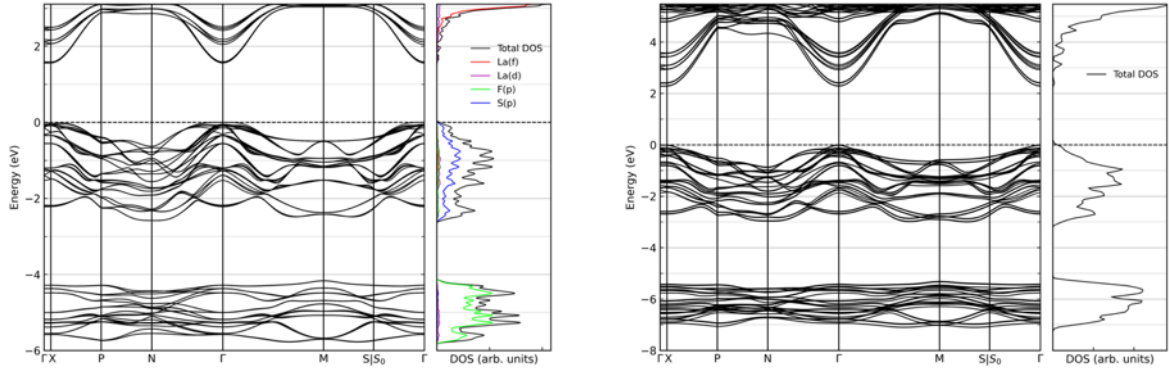 2
0
−2
−4
−6
Energy (eV)
Γ X P N Γ M S|S₀ Γ
Total DOS
La(f)
La(d)
F(p)
S(p)
DOS (arb. units)
4
2
0
−2
−4
−6
−8
Energy (eV)
Γ X P N Γ M S|S₀ Γ
Total DOS
DOS (arb. units)